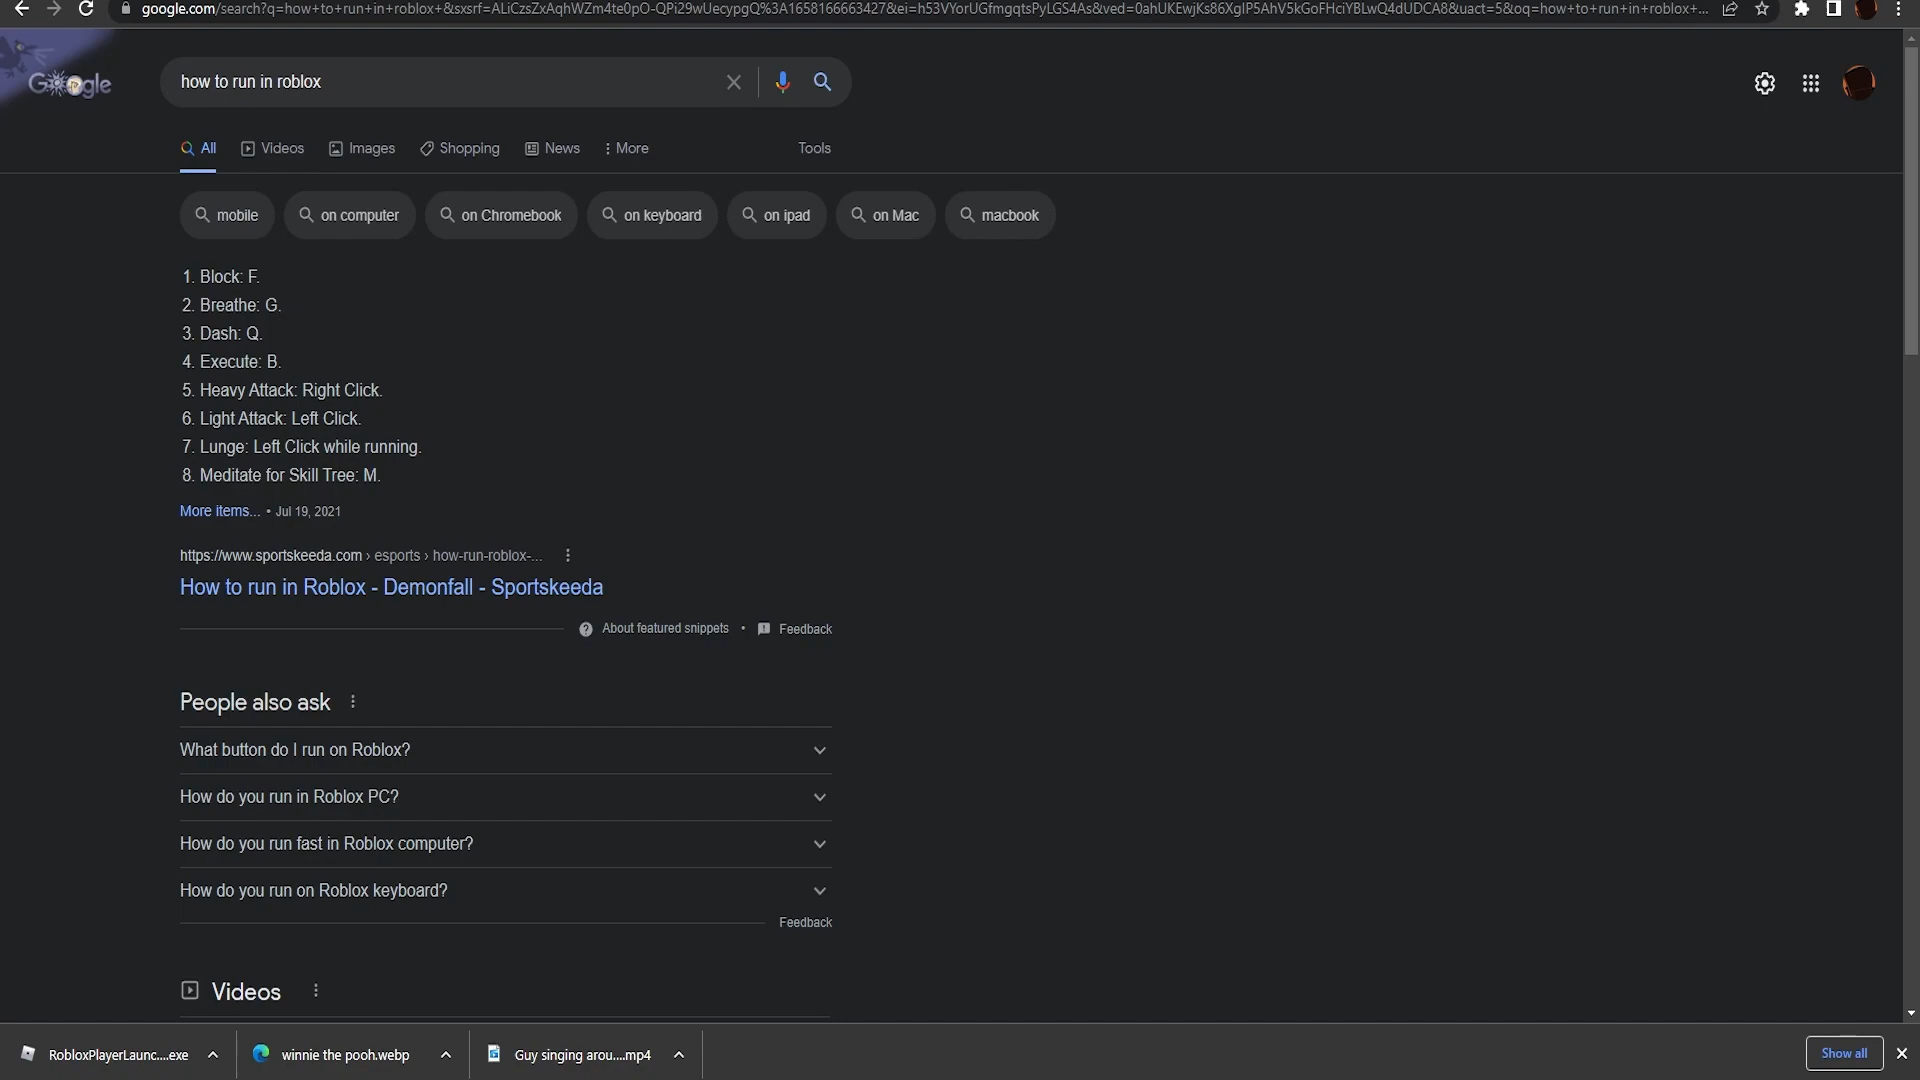 google.com/search?q=how+to+run+in+roblox+&sxsrf=ALiCzsZxAqhWZm4te0pO-QPi29wUecypgQ%3A1658166663427&ei=h53VYorUGfmgqtsPyLGS4As&ved=0ahUKEwjKs86XgIP5AhV5kGoFHciYBLwQ4dUDCA8&uact=5&oq=how+to+run+in+roblox+...
Google
how to run in roblox
All Videos Images Shopping News More Tools
mobile on computer on Chromebook on keyboard on ipad on Mac macbook
1. Block: F.
2. Breathe: G.
3. Dash: Q.
4. Execute: B.
5. Heavy Attack: Right Click.
6. Light Attack: Left Click.
7. Lunge: Left Click while running.
8. Meditate for Skill Tree: M.
More items... • Jul 19, 2021
https://www.sportskeeda.com › esports › how-run-roblox-...
How to run in Roblox - Demonfall - Sportskeeda
About featured snippets • Feedback
People also ask
What button do I run on Roblox?
How do you run in Roblox PC?
How do you run fast in Roblox computer?
How do you run on Roblox keyboard?
Feedback
Videos
RobloxPlayerLaunc....exe winnie the pooh.webp Guy singing arou....mp4 Show all